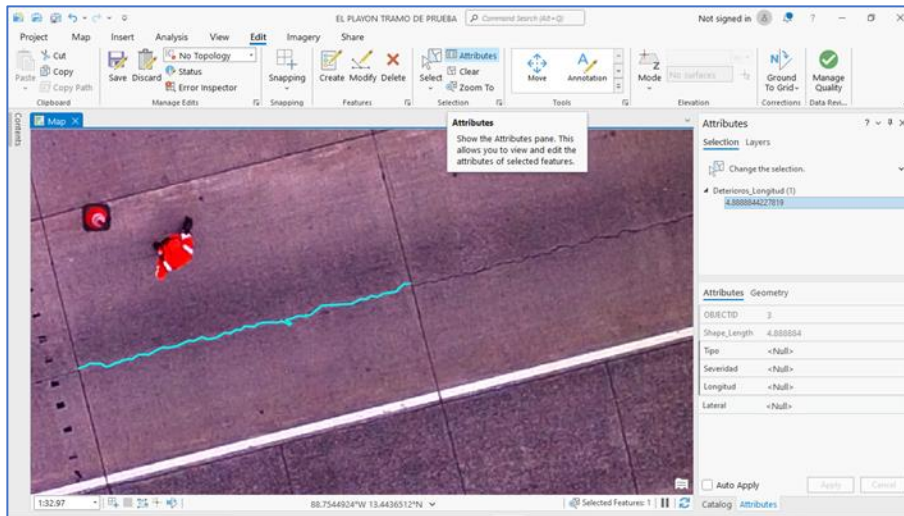 EL PLAYON TRAMO DE PRUEBA
Command Search (Alt+Q)
Not signed in
?
Project Map Insert Analysis View Edit Imagery Share
Paste
Cut
Copy
Copy Path
Clipboard
Save Discard
No Topology
Status
Error Inspector
Manage Edits
Snapping
Snapping
Create Modify Delete
Features
Select
Attributes
Clear
Zoom To
Selection
Move Annotation
Tools
Mode
No surfaces
Elevation
Ground To Grid
Corrections
Manage Quality
Data Revi...
Contents
Map
Attributes
Show the Attributes pane. This
allows you to view and edit the
attributes of selected features.
Attributes
?
Selection Layers
Change the selection.
Deterioros_Longitud (1)
4.8888844227819
Attributes Geometry
OBJECTID 3
Shape_Length 4.888884
Tipo <Null>
Severidad <Null>
Longitud <Null>
Lateral <Null>
Auto Apply Apply Cancel
1:32.97
88.7544924°W 13.4436512°N
Selected Features: 1
Catalog Attributes